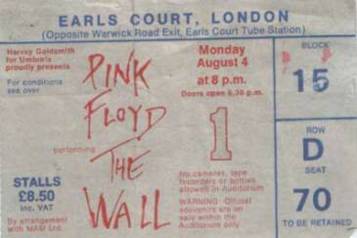 EARLS COURT, LONDON
(Opposite Warwick Road Exit, Earls Court Tube Station)
Harvey Goldsmith
for Umbrella
proudly presents
For conditions
see over
PINK
FLOYD
performing
THE
WALL
Monday
August 4
at 8 p.m.
Doors open 6.30 p.m.
1
No cameras, tape
recorders or bottles
allowed in Auditorium
WARNING Official
souvenirs are on
sale within the
Auditorium only
STALLS
£8.50
inc. VAT
By arrangement
with MAM Ltd.
BLOCK
15
ROW
D
SEAT
70
TO BE RETAINED